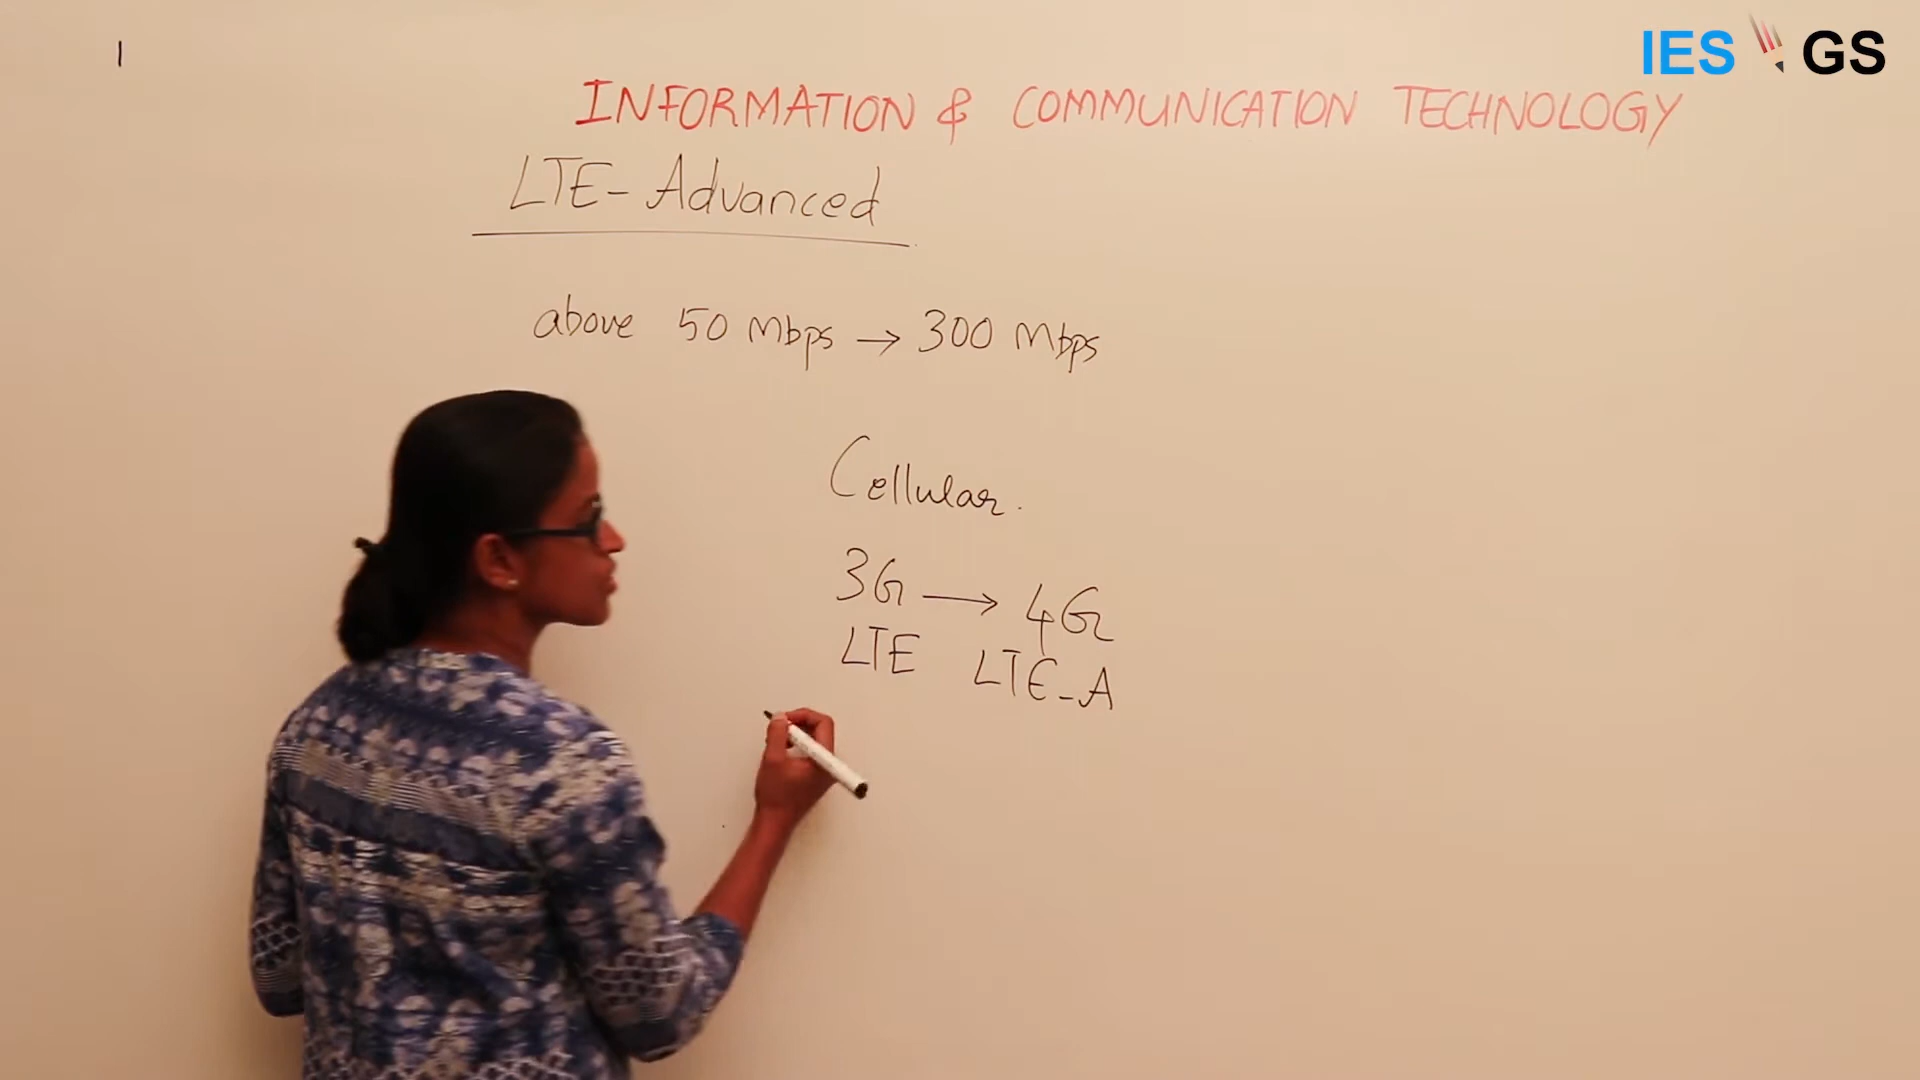 IES GS
INFORMATION & COMMUNICATION TECHNOLOGY
LTE- Advanced
above 50 Mbps → 300 Mbps
Cellular.
3G → 4G
LTE LTE-A